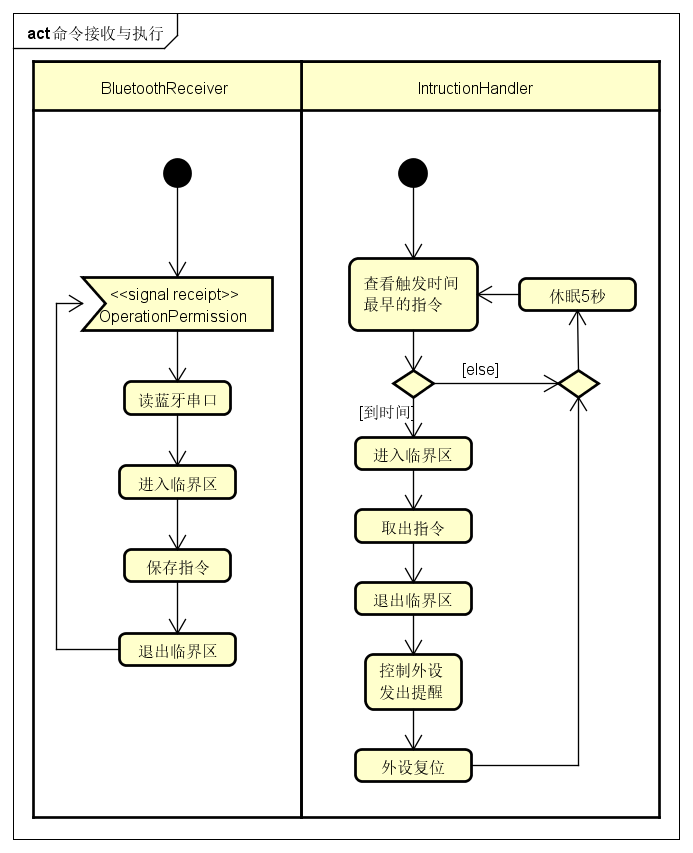 act 命令接收与执行
BluetoothReceiver
IntructionHandler
<<signal receipt>>
OperationPermission
读蓝牙串口
进入临界区
保存指令
退出临界区
查看触发时间
最早的指令
休眠5秒
[else]
[到时间]
进入临界区
取出指令
退出临界区
控制外设
发出提醒
外设复位